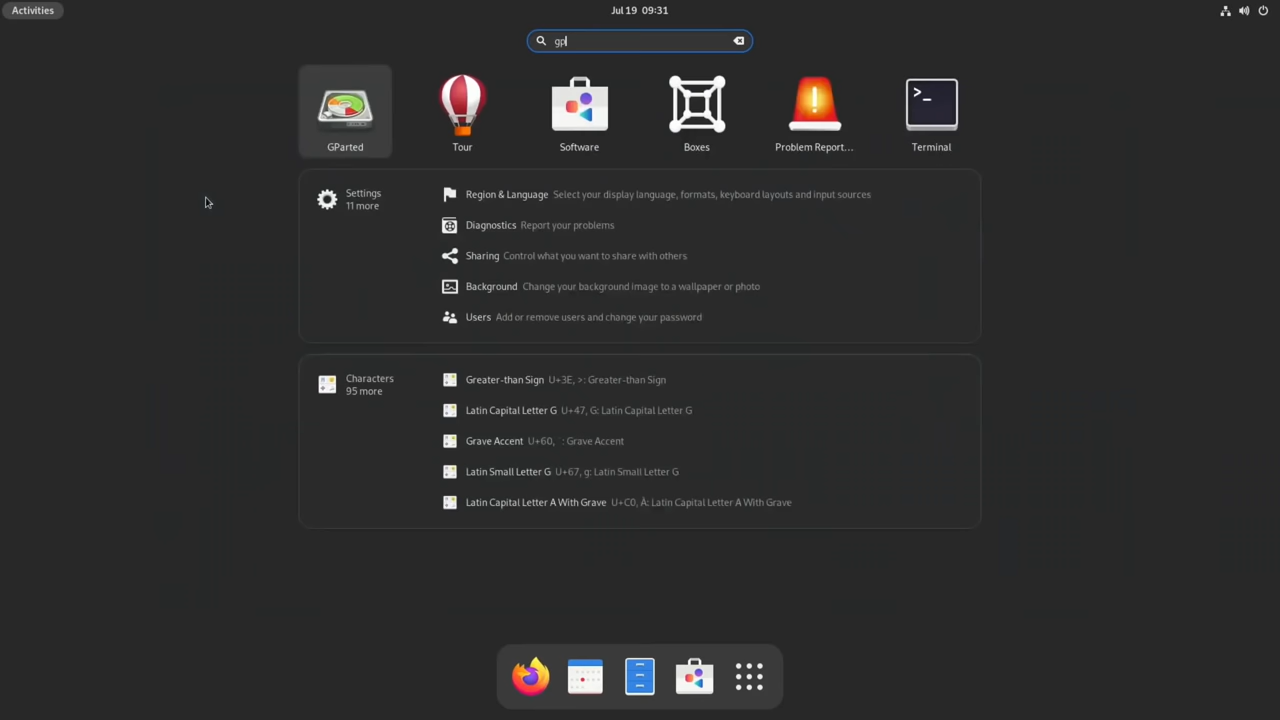 Activities
Jul 19 09:31
gp
GParted
Tour
Software
Boxes
Problem Report...
Terminal
Settings
11 more
Region & Language Select your display language, formats, keyboard layouts and input sources
Diagnostics Report your problems
Sharing Control what you want to share with others
Background Change your background image to a wallpaper or photo
Users Add or remove users and change your password
Characters
95 more
Greater-than Sign U+3E, >: Greater-than Sign
Latin Capital Letter G U+47, G: Latin Capital Letter G
Grave Accent U+60, : Grave Accent
Latin Small Letter G U+67, g: Latin Small Letter G
Latin Capital Letter A With Grave U+C0, À: Latin Capital Letter A With Grave